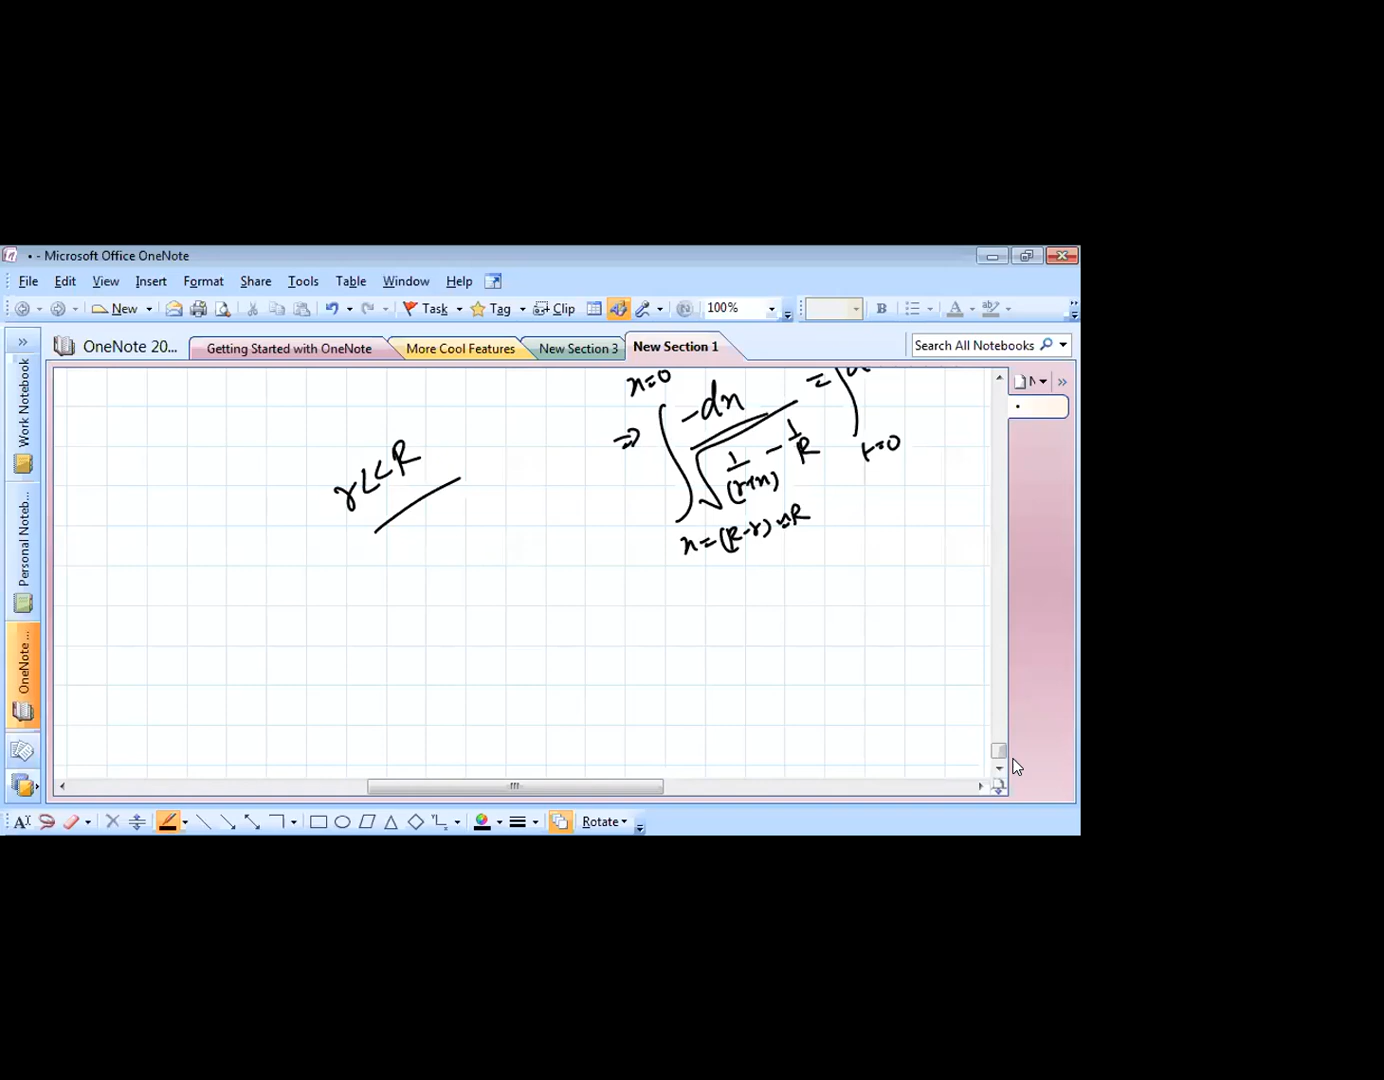 • - Microsoft Office OneNote
File Edit View Insert Format Share Tools Table Window Help
New Task Tag Clip 100% B A ab
OneNote 20... Getting Started with OneNote More Cool Features New Section 3 New Section 1 Search All Notebooks
Work Notebook
Personal Noteb...
OneNote ...
x=0
⇒ ∫ -dx / √(1/(r+x) - 1/R) = ∫
t=0
x=(R-r)≃R
r<<R
Rotate